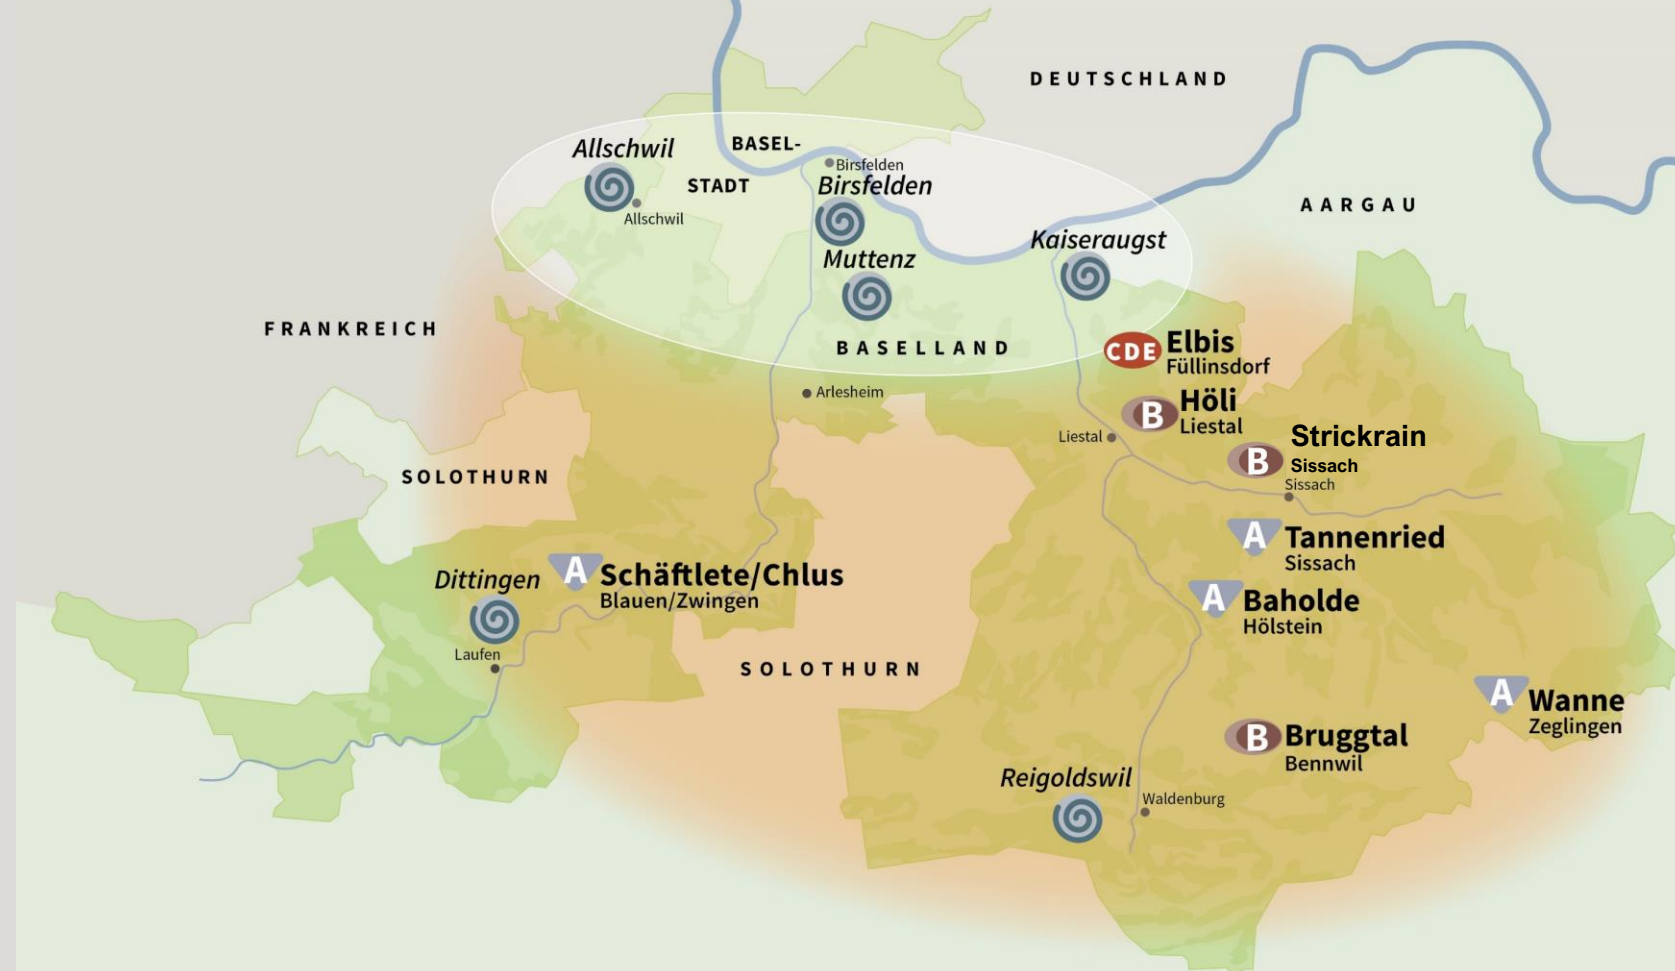 DEUTSCHLAND
BASEL-
STADT
Allschwil
Allschwil
Birsfelden
Birsfelden
Muttenz
Kaiseraugst
AARGAU
FRANKREICH
BASELLAND
CDE Elbis
Füllinsdorf
Arlesheim
B Höli
Liestal
Liestal
B Strickrain
Sissach
Sissach
SOLOTHURN
A Tannenried
Sissach
Dittingen
A Schäftlete/Chlus
Blauen/Zwingen
A Baholde
Hölstein
Laufen
SOLOTHURN
A Wanne
Zeglingen
B Bruggtal
Bennwil
Reigoldswil
Waldenburg